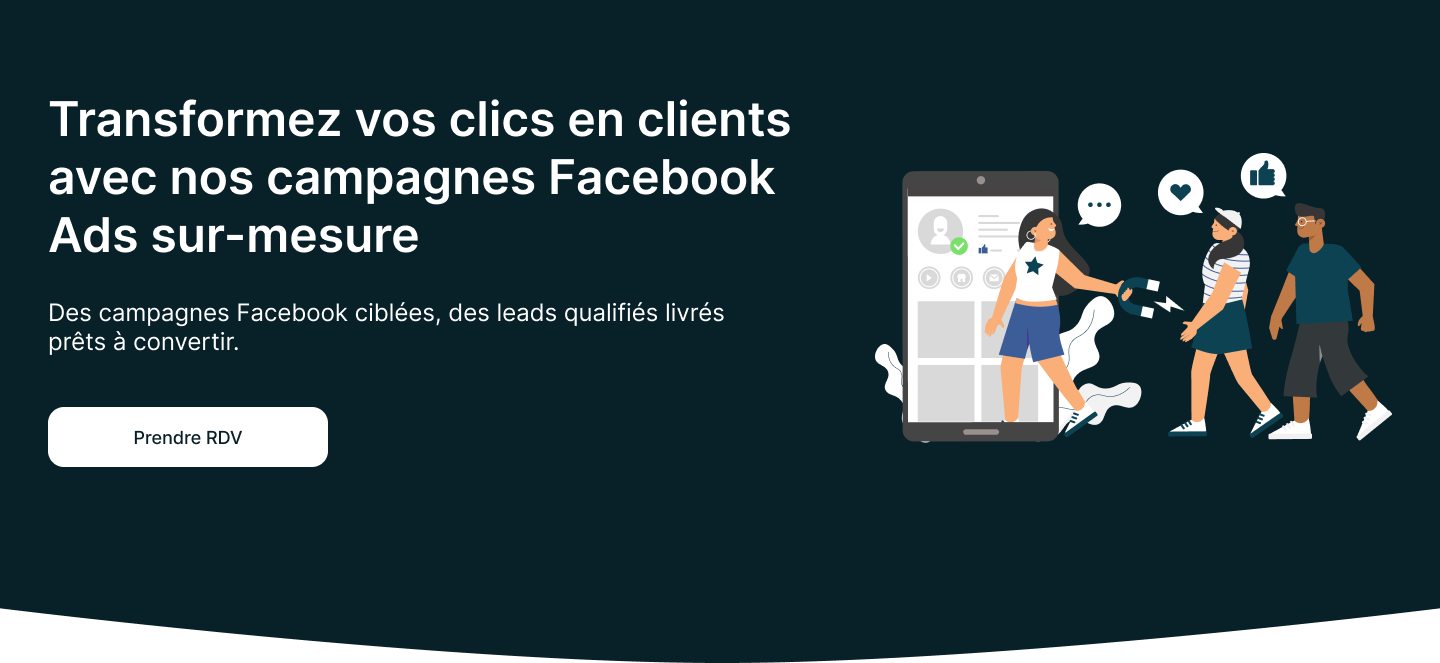 Transformez vos clics en clients
avec nos campagnes Facebook
Ads sur-mesure
Des campagnes Facebook ciblées, des leads qualifiés livrés
prêts à convertir.
Prendre RDV